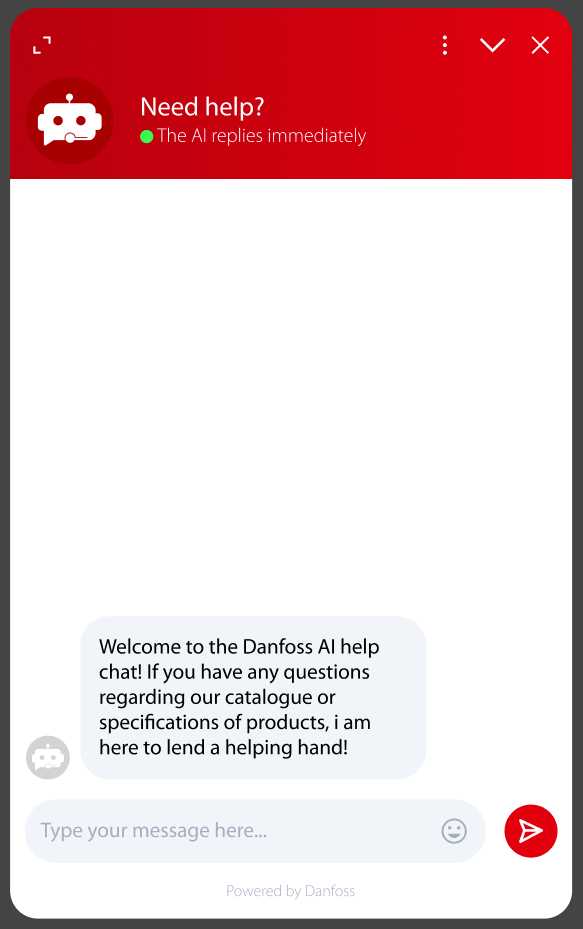 Need help?
The AI replies immediately
Welcome to the Danfoss AI help
chat! If you have any questions
regarding our catalogue or
specifications of products, i am
here to lend a helping hand!
Type your message here...
Powered by Danfoss